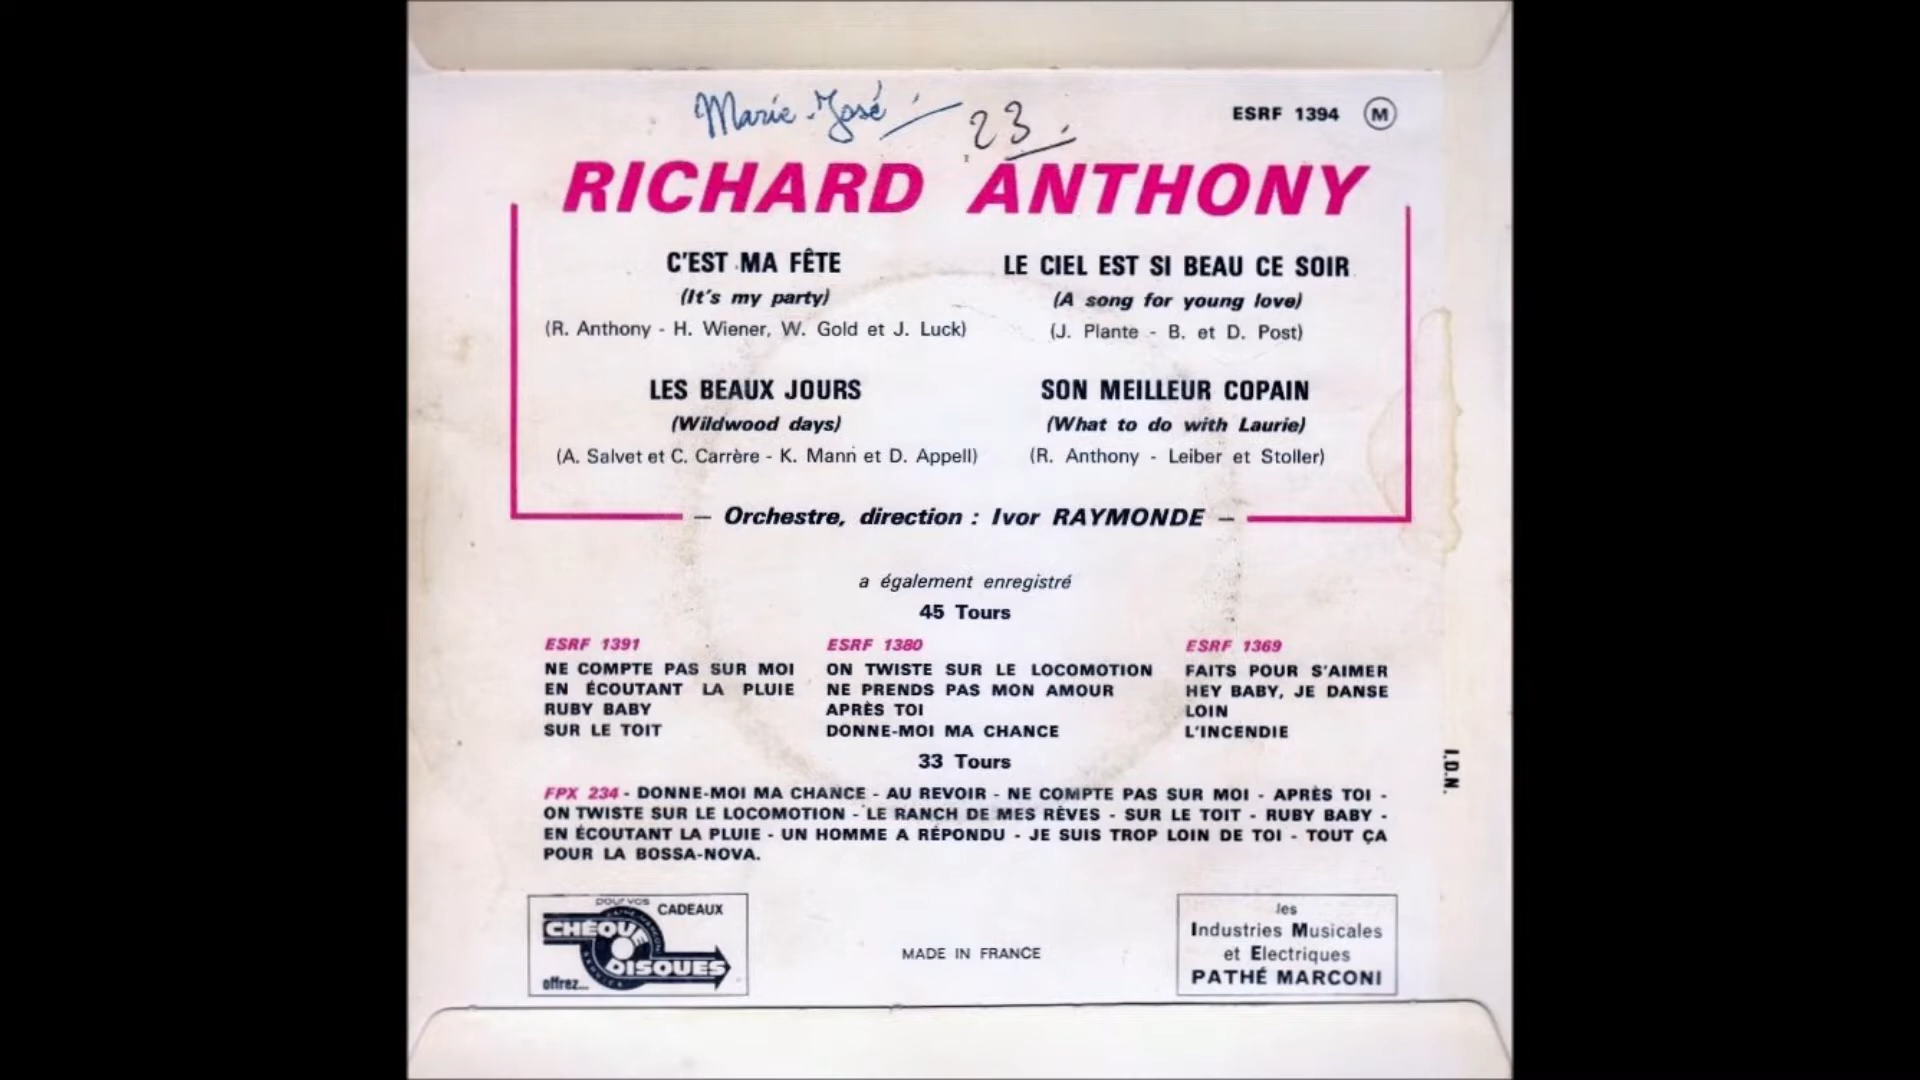 Marie-José
23
ESRF 1394 M
RICHARD ANTHONY
C'EST MA FÊTE
(It's my party)
(R. Anthony - H. Wiener, W. Gold et J. Luck)
LE CIEL EST SI BEAU CE SOIR
(A song for young love)
(J. Plante - B. et D. Post)
LES BEAUX JOURS
(Wildwood days)
(A. Salvet et C. Carrère - K. Mann et D. Appell)
SON MEILLEUR COPAIN
(What to do with Laurie)
(R. Anthony - Leiber et Stoller)
— Orchestre, direction : Ivor RAYMONDE —
a également enregistré
45 Tours
ESRF 1391
NE COMPTE PAS SUR MOI
EN ÉCOUTANT LA PLUIE
RUBY BABY
SUR LE TOIT
ESRF 1380
ON TWISTE SUR LE LOCOMOTION
NE PRENDS PAS MON AMOUR
APRÈS TOI
DONNE-MOI MA CHANCE
ESRF 1369
FAITS POUR S'AIMER
HEY BABY, JE DANSE
LOIN
L'INCENDIE
33 Tours
FPX 234 - DONNE-MOI MA CHANCE - AU REVOIR - NE COMPTE PAS SUR MOI - APRÈS TOI -
ON TWISTE SUR LE LOCOMOTION - LE RANCH DE MES RÊVES - SUR LE TOIT - RUBY BABY -
EN ÉCOUTANT LA PLUIE - UN HOMME A RÉPONDU - JE SUIS TROP LOIN DE TOI - TOUT ÇA
POUR LA BOSSA-NOVA.
I.D.N.
pour vos CADEAUX
CHÈQUE
DISQUES
offrez...
MADE IN FRANCE
les
Industries Musicales
et Electriques
PATHÉ MARCONI